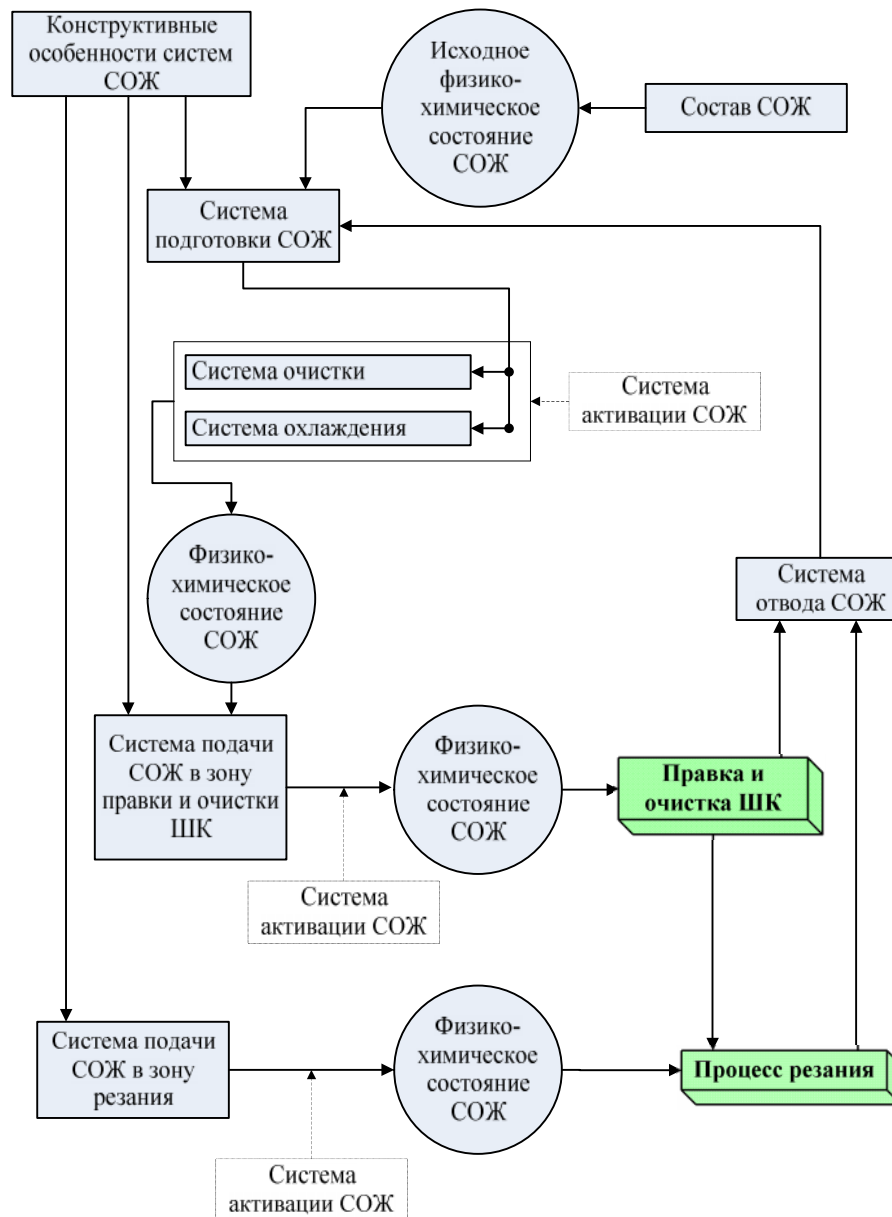 Конструктивные
особенности систем
СОЖ
Исходное
физико-
химическое
состояние
СОЖ
Состав СОЖ
Система
подготовки СОЖ
Система очистки
Система охлаждения
Система
активации СОЖ
Физико-
химическое
состояние
СОЖ
Система
отвода СОЖ
Система подачи
СОЖ в зону
правки и очистки
ШК
Физико-
химическое
состояние
СОЖ
Правка и
очистка ШК
Система
активации СОЖ
Система подачи
СОЖ в зону
резания
Физико-
химическое
состояние
СОЖ
Процесс резания
Система
активации СОЖ